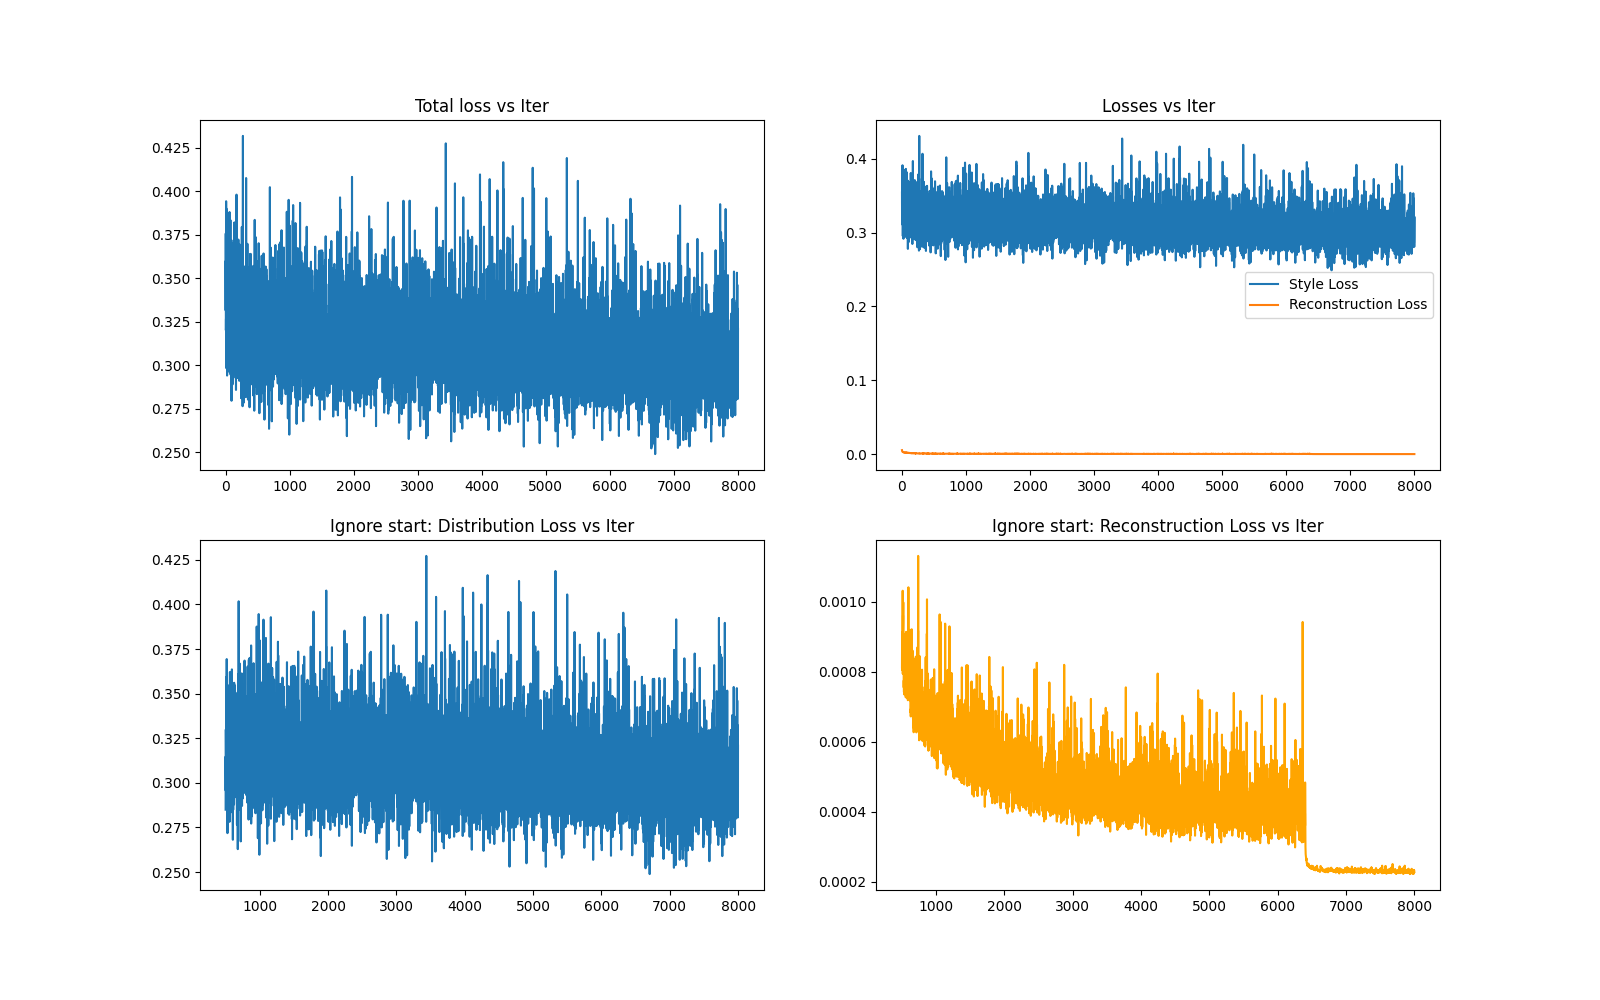 Total loss vs Iter
0.425
0.400
0.375
0.350
0.325
0.300
0.275
0.250
0 1000 2000 3000 4000 5000 6000 7000 8000
Losses vs Iter
0.4
0.3
0.2
0.1
0.0
Style Loss
Reconstruction Loss
0 1000 2000 3000 4000 5000 6000 7000 8000
Ignore start: Distribution Loss vs Iter
0.425
0.400
0.375
0.350
0.325
0.300
0.275
0.250
1000 2000 3000 4000 5000 6000 7000 8000
Ignore start: Reconstruction Loss vs Iter
0.0010
0.0008
0.0006
0.0004
0.0002
1000 2000 3000 4000 5000 6000 7000 8000